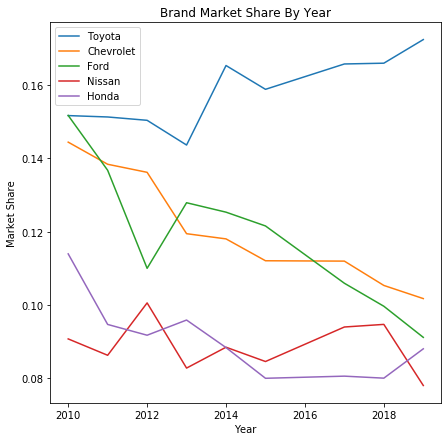 Brand Market Share By Year
Toyota
Chevrolet
Ford
Nissan
Honda
0.16
0.14
0.12
0.10
0.08
Market Share
2010
2012
2014
2016
2018
Year